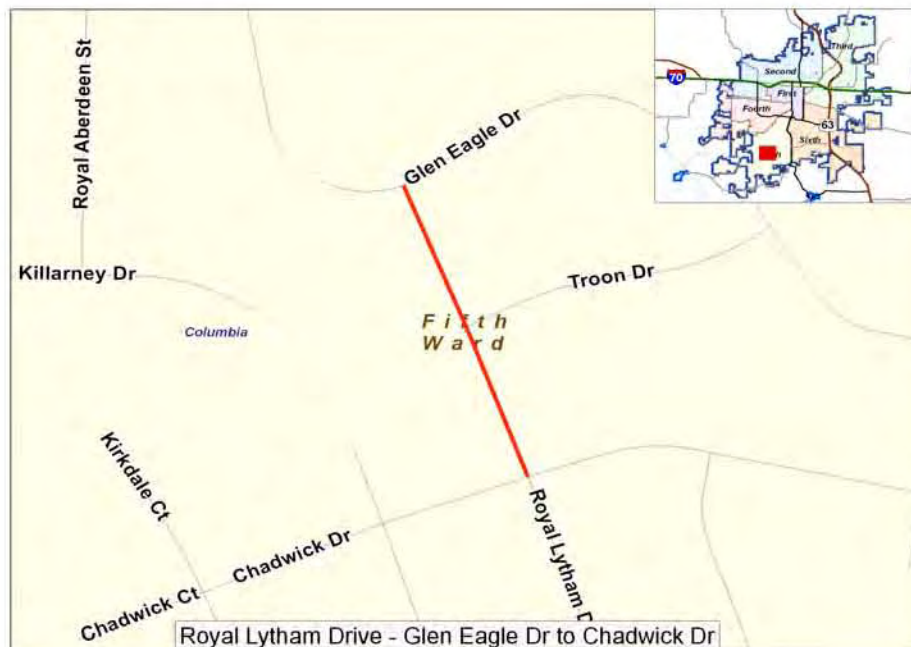 Royal Aberdeen St
Third
Second
70
First
Fourth
63
Sixth
Glen Eagle Dr
Killarney Dr
Troon Dr
Columbia
Fifth
Ward
Kirkdale Ct
Chadwick Dr
Royal Lytham D
Chadwick Ct
Royal Lytham Drive - Glen Eagle Dr to Chadwick Dr